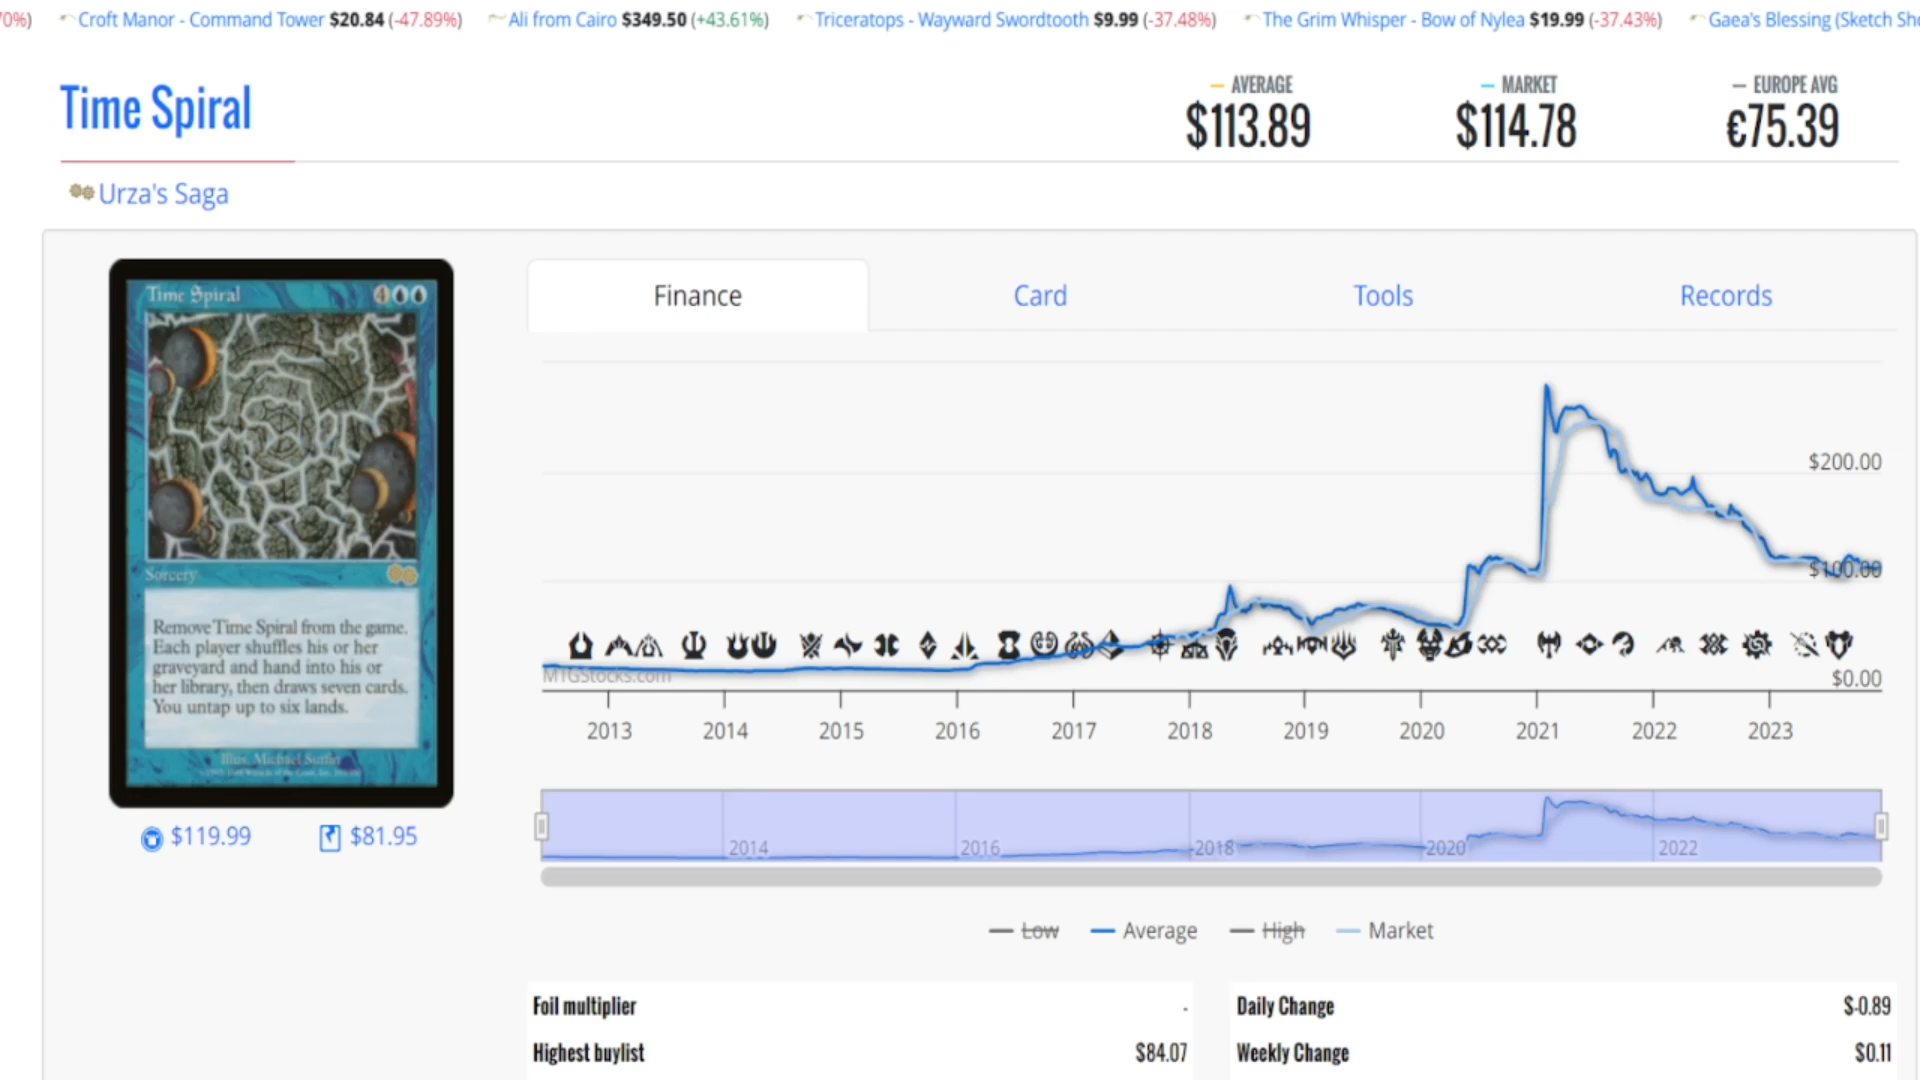 70%) Croft Manor - Command Tower $20.84 (-47.89%) Ali from Cairo $349.50 (+43.61%) Triceratops - Wayward Swordtooth $9.99 (-37.48%) The Grim Whisper - Bow of Nylea $19.99 (-37.43%) Gaea's Blessing (Sketch Sho
Time Spiral
AVERAGE MARKET EUROPE AVG
$113.89 $114.78 €75.39
Urza's Saga
Time Spiral 4
Sorcery
Remove Time Spiral from the game.
Each player shuffles his or her
graveyard and hand into his or
her library, then draws seven cards.
You untap up to six lands.
Illus. Michael Sutfin
$119.99 $81.95
Finance Card Tools Records
$200.00
$100.00
$0.00
MTGStocks.com
2013 2014 2015 2016 2017 2018 2019 2020 2021 2022 2023
2014 2016 2018 2020 2022
Low Average High Market
Foil multiplier -
Highest buylist $84.07
Daily Change $-0.89
Weekly Change $0.11